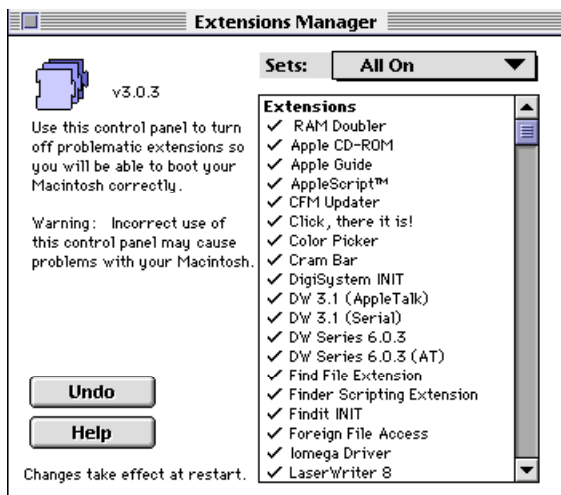 Extensions Manager
v3.0.3
Use this control panel to turn
off problematic extensions so
you will be able to boot your
Macintosh correctly.
Warning: Incorrect use of
this control panel may cause
problems with your Macintosh.
Undo
Help
Changes take effect at restart.
Sets: All On
Extensions
✓ RAM Doubler
✓ Apple CD-ROM
✓ Apple Guide
✓ AppleScript™
✓ CFM Updater
✓ Click, there it is!
✓ Color Picker
✓ Cram Bar
✓ DigiSystem INIT
✓ DW 3.1 (AppleTalk)
✓ DW 3.1 (Serial)
✓ DW Series 6.0.3
✓ DW Series 6.0.3 (AT)
✓ Find File Extension
✓ Finder Scripting Extension
✓ Findit INIT
✓ Foreign File Access
✓ Iomega Driver
✓ LaserWriter 8